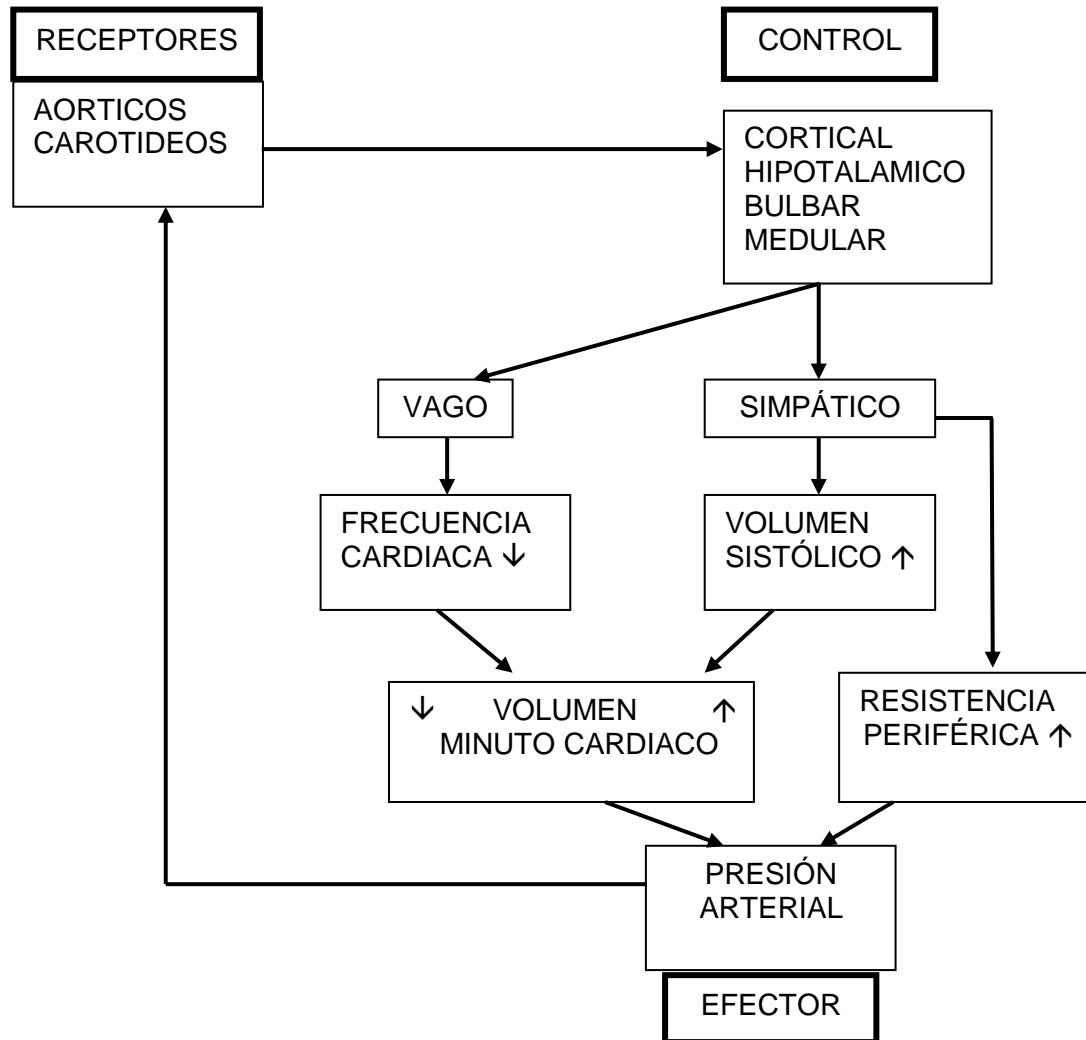 RECEPTORES
AORTICOS
CAROTIDEOS
CONTROL
CORTICAL
HIPOTALAMICO
BULBAR
MEDULAR
VAGO
SIMPÁTICO
FRECUENCIA
CARDIACA ↓
VOLUMEN
SISTÓLICO ↑
↓ VOLUMEN ↑
MINUTO CARDIACO
RESISTENCIA
PERIFÉRICA ↑
PRESIÓN
ARTERIAL
EFECTOR